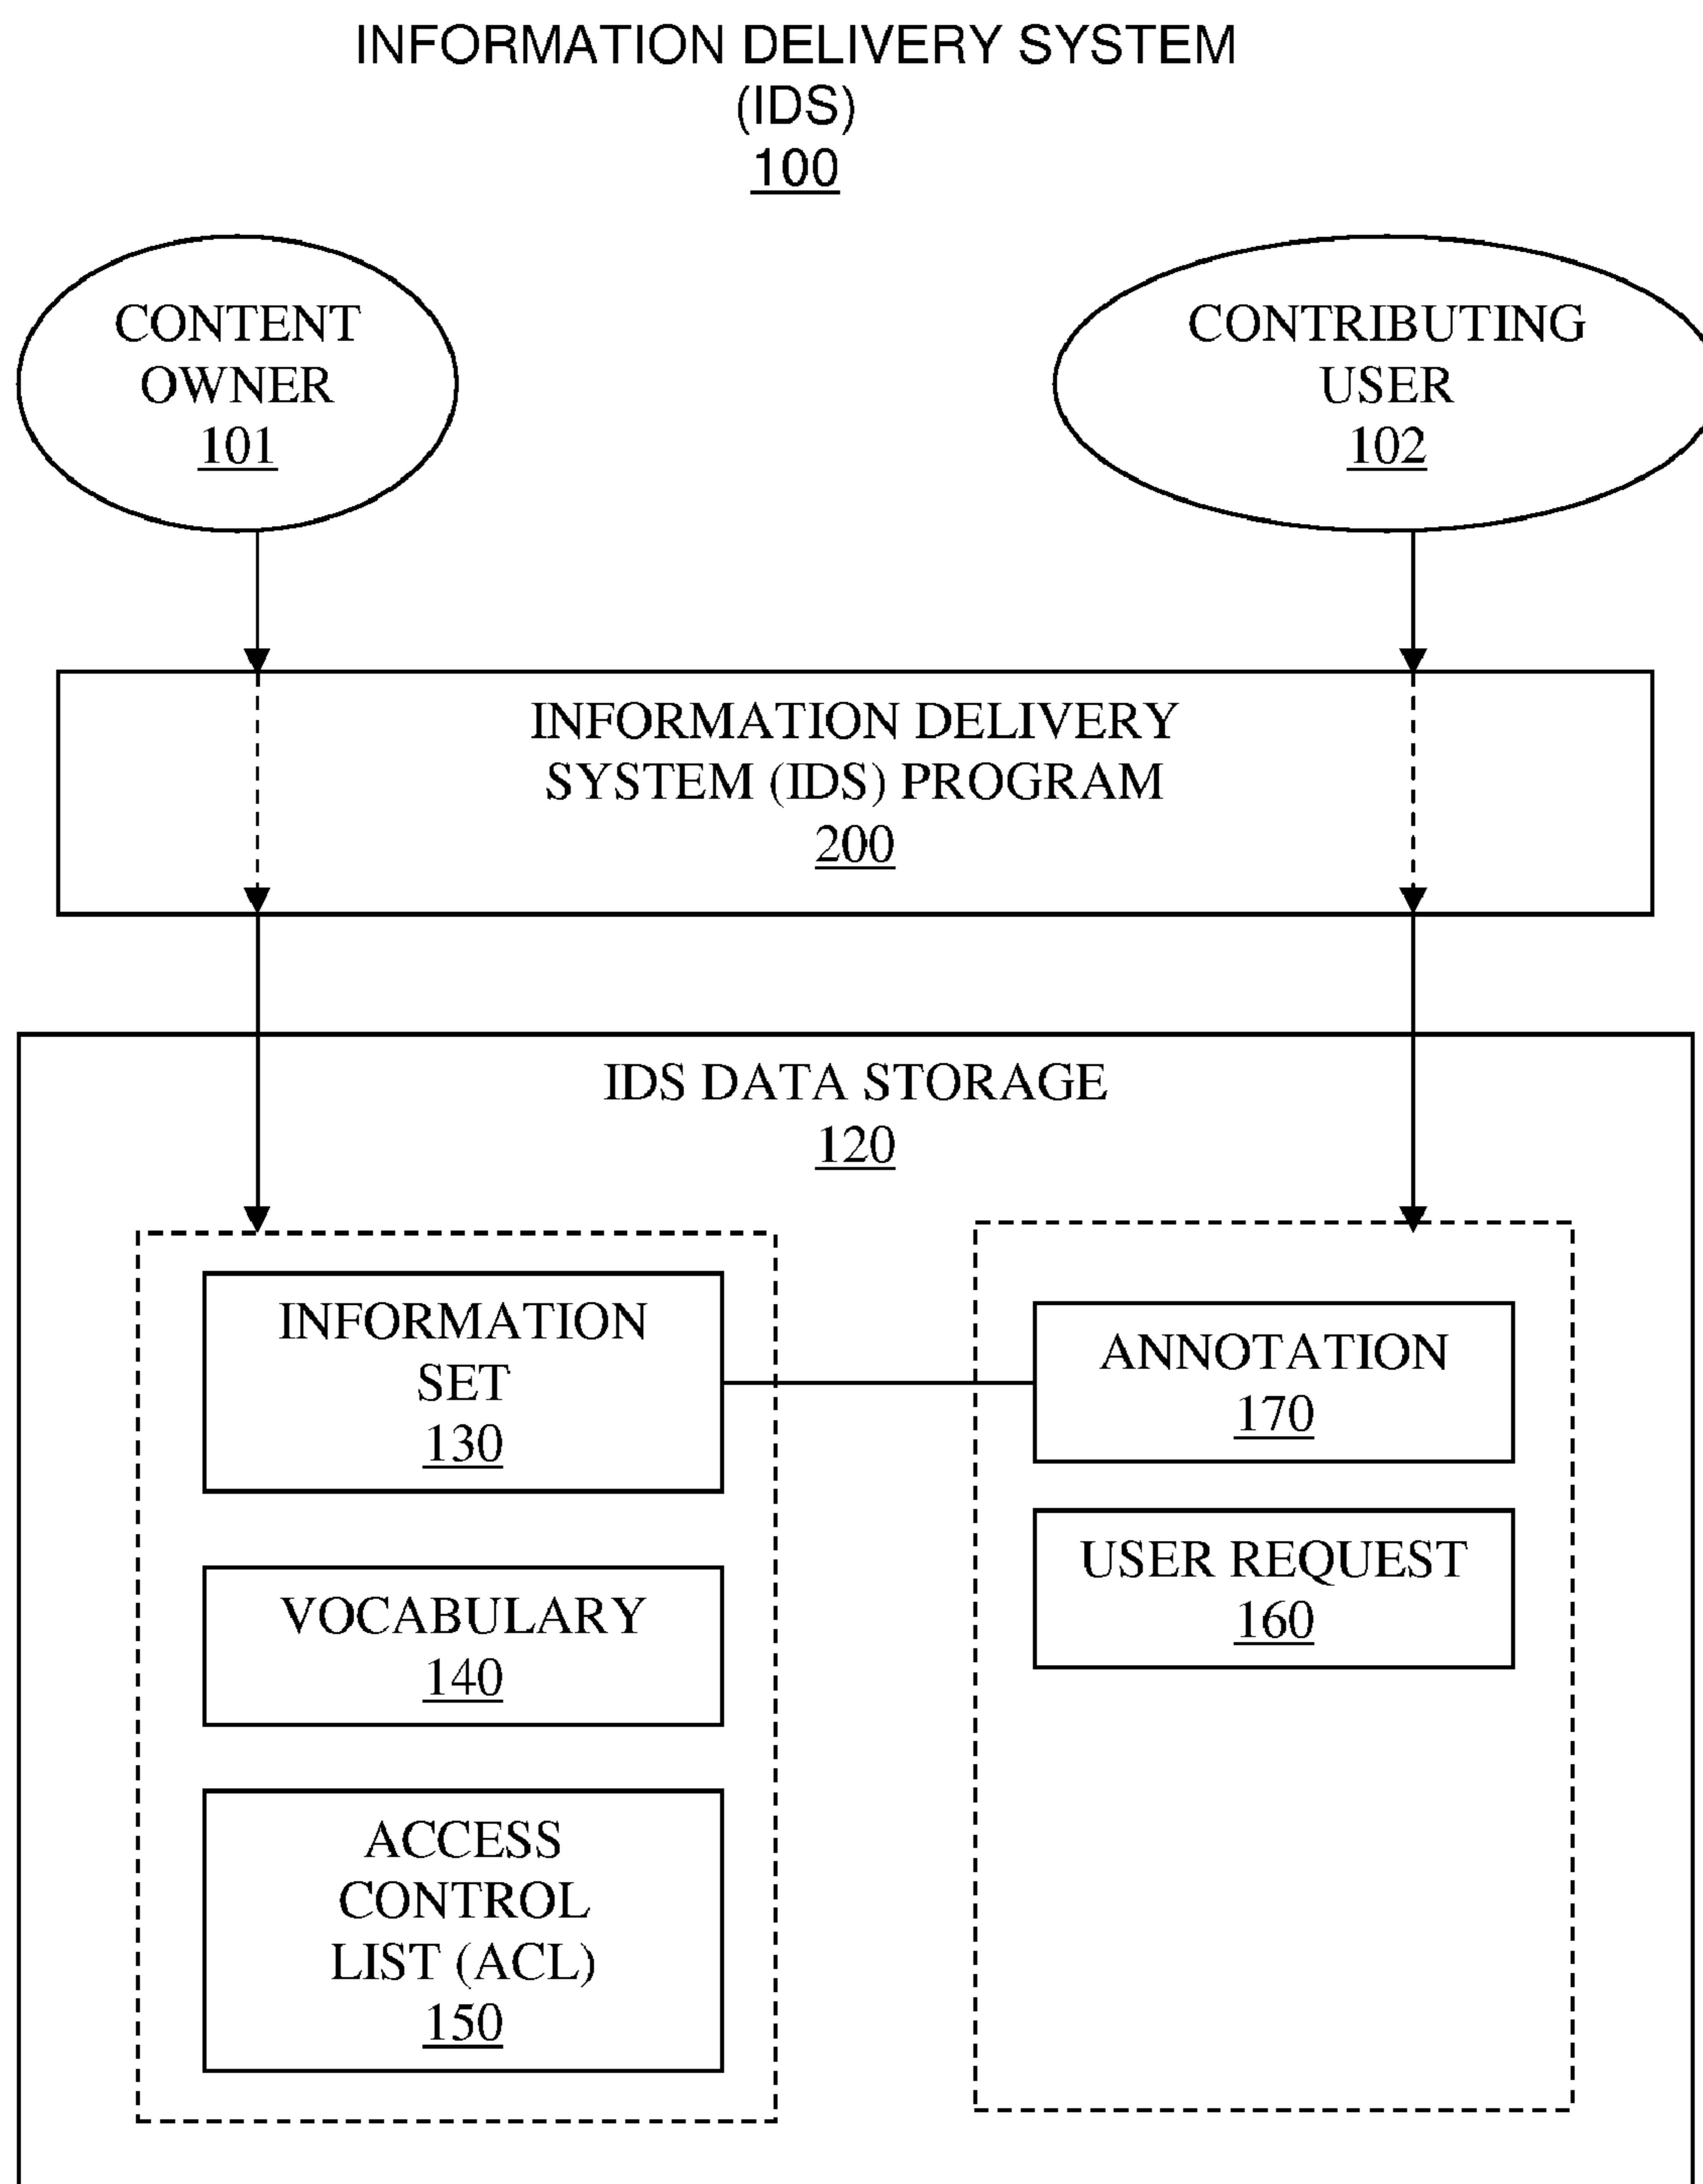 INFORMATION DELIVERY SYSTEM
(IDS)
100
CONTENT
OWNER
101
CONTRIBUTING
USER
102
INFORMATION DELIVERY
SYSTEM (IDS) PROGRAM
200
IDS DATA STORAGE
120
INFORMATION
SET
130
VOCABULARY
140
ACCESS
CONTROL
LIST (ACL)
150
ANNOTATION
170
USER REQUEST
160